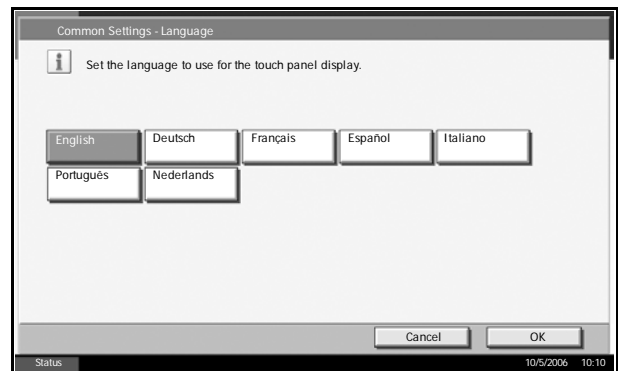 Common Settings - Language
Set the language to use for the touch panel display.
English Deutsch Français Español Italiano
Português Nederlands
Cancel OK
Status 10/5/2006 10:10